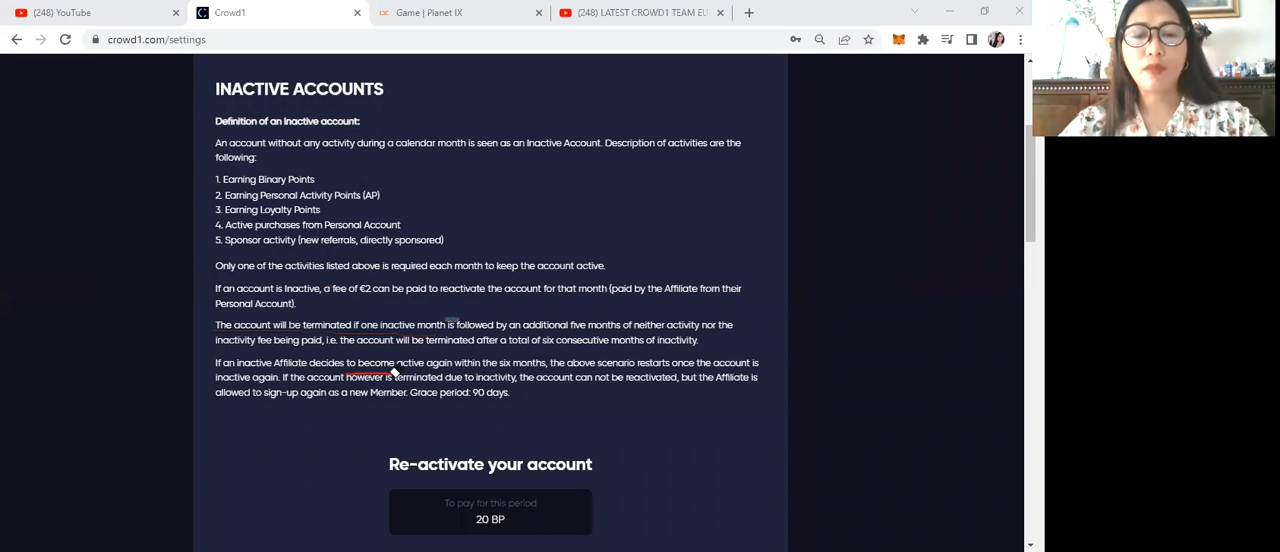 (248) YouTube
Crowd1
Game | Planet IX
(248) LATEST CROWD1 TEAM EU
crowd1.com/settings
INACTIVE ACCOUNTS
Definition of an Inactive account:
An account without any activity during a calendar month is seen as an Inactive Account. Description of activities are the
following:
1. Earning Binary Points
2. Earning Personal Activity Points (AP)
3. Earning Loyalty Points
4. Active purchases from Personal Account
5. Sponsor activity (new referrals, directly sponsored)
Only one of the activities listed above is required each month to keep the account active.
If an account is Inactive, a fee of €2 can be paid to reactivate the account for that month (paid by the Affiliate from their
Personal Account).
The account will be terminated if one inactive month is followed by an additional five months of neither activity nor the
inactivity fee being paid, i.e. the account will be terminated after a total of six consecutive months of inactivity.
If an inactive Affiliate decides to become active again within the six months, the above scenario restarts once the account is
inactive again. If the account however is terminated due to inactivity, the account can not be reactivated, but the Affiliate is
allowed to sign-up again as a new Member. Grace period: 90 days.
Re-activate your account
To pay for this period
20 BP